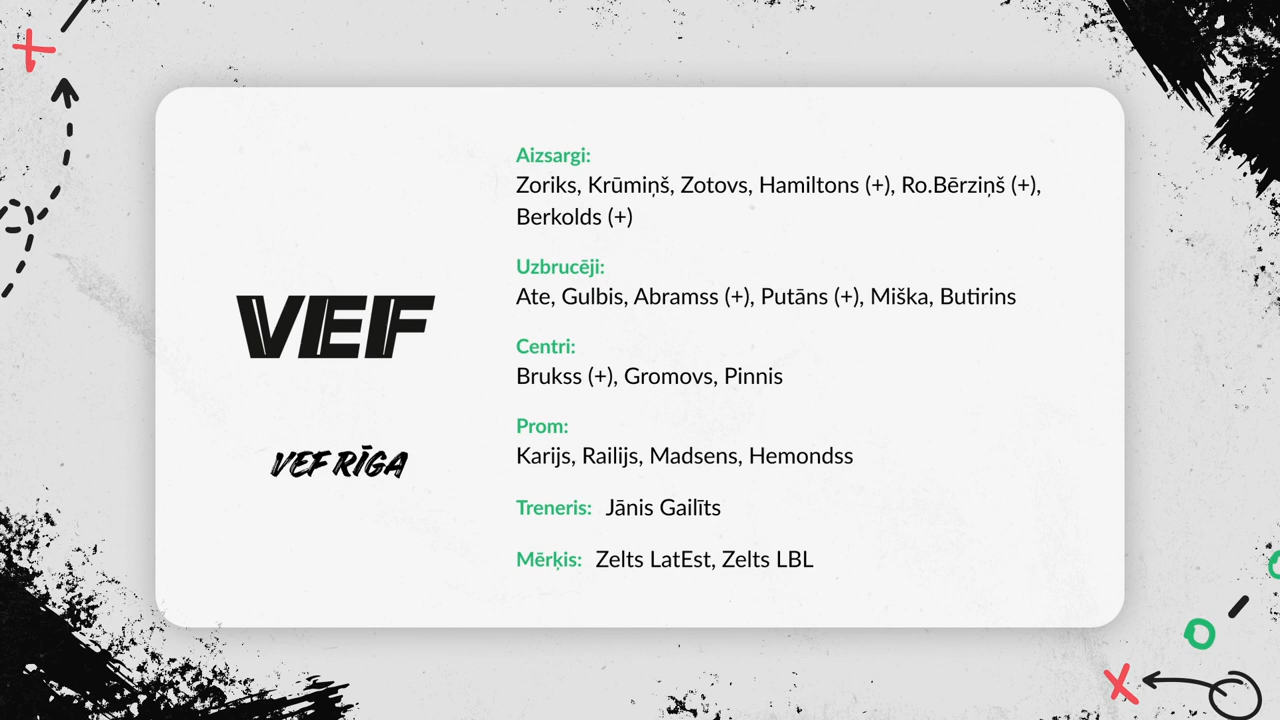 VEF
VEF RĪGA
Aizsargi:
Zoriks, Krūmiņš, Zotovs, Hamiltons (+), Ro.Bērziņš (+),
Berkolds (+)
Uzbrucēji:
Ate, Gulbis, Abramss (+), Putāns (+), Miška, Butirins
Centri:
Brukss (+), Gromovs, Pinnis
Prom:
Karijs, Railijs, Madsens, Hemondss
Treneris: Jānis Gailīts
Mērķis: Zelts LatEst, Zelts LBL